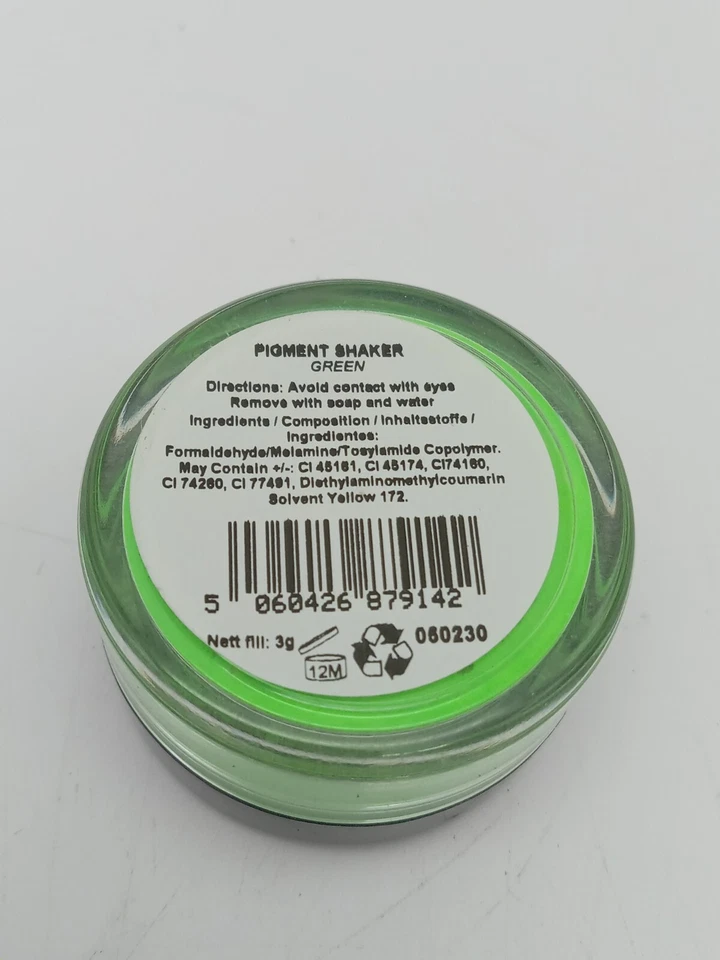 PIGMENT SHAKER
GREEN
Directions: Avoid contact with eyes
Remove with soap and water
Ingredients / Composition / Inhaltsstoffe /
Ingredientes:
Formaldehyde/Melamine/Tosylamide Copolymer.
May Contain +/-: CI 45161, CI 45174, CI74160,
CI 74260, CI 77491, Diethylaminomethylcoumarin
Solvent Yellow 172.
5 060426 879142
Nett fill: 3g 12M 060230